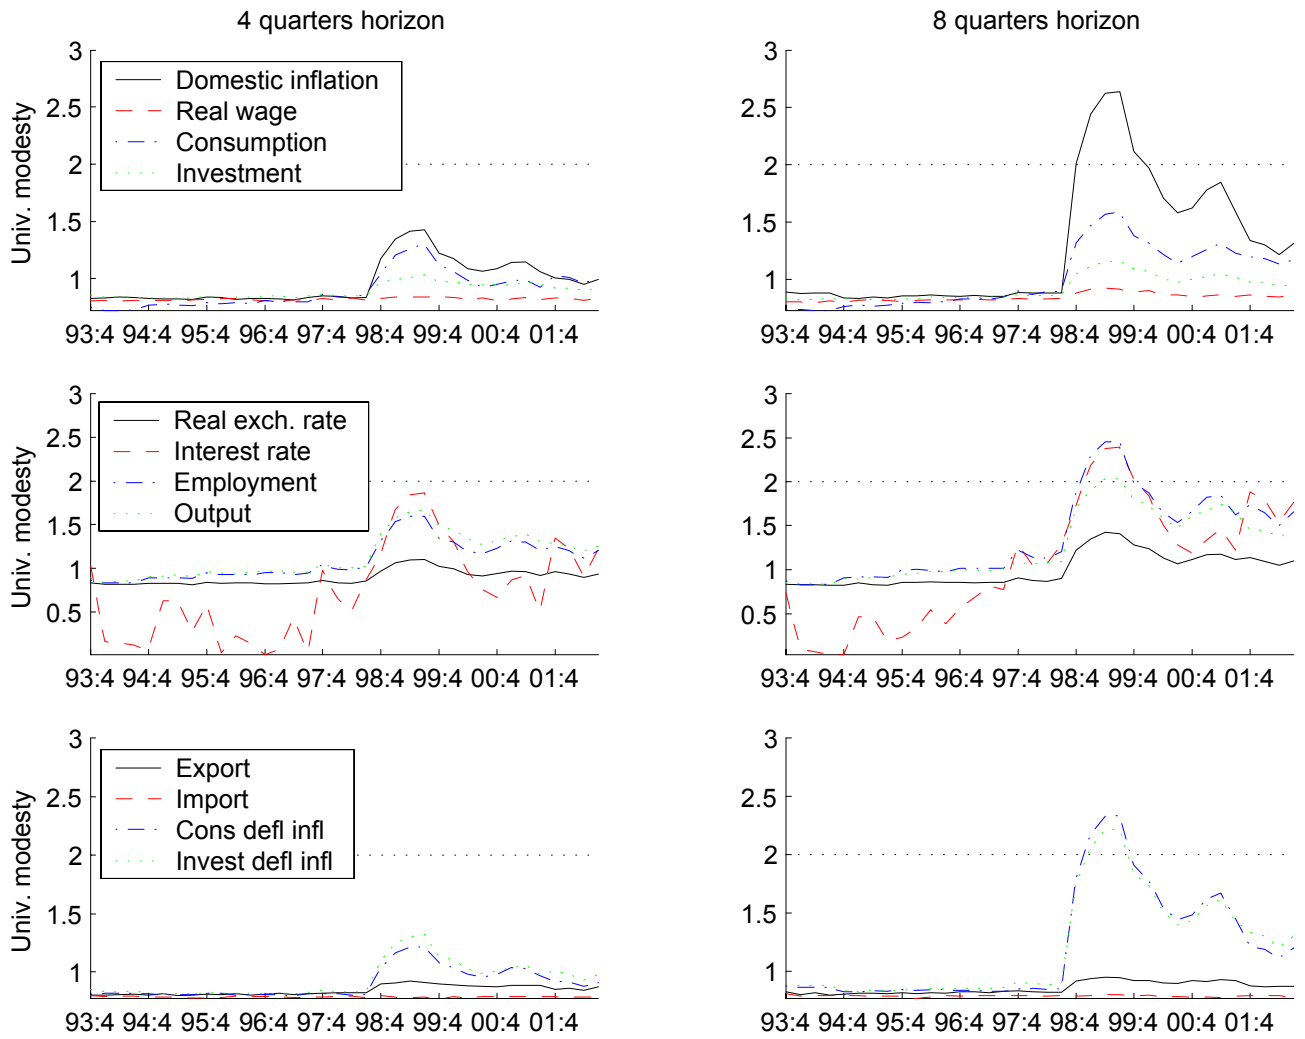 4 quarters horizon
8 quarters horizon
Univ. modesty
3
2.5
2
1.5
1
Domestic inflation
Real wage
Consumption
Investment
93:4 94:4 95:4 96:4 97:4 98:4 99:4 00:4 01:4
3
2.5
2
1.5
1
93:4 94:4 95:4 96:4 97:4 98:4 99:4 00:4 01:4
Univ. modesty
3
2.5
2
1.5
1
0.5
Real exch. rate
Interest rate
Employment
Output
93:4 94:4 95:4 96:4 97:4 98:4 99:4 00:4 01:4
3
2.5
2
1.5
1
0.5
93:4 94:4 95:4 96:4 97:4 98:4 99:4 00:4 01:4
Univ. modesty
3
2.5
2
1.5
1
Export
Import
Cons defl infl
Invest defl infl
93:4 94:4 95:4 96:4 97:4 98:4 99:4 00:4 01:4
3
2.5
2
1.5
1
93:4 94:4 95:4 96:4 97:4 98:4 99:4 00:4 01:4